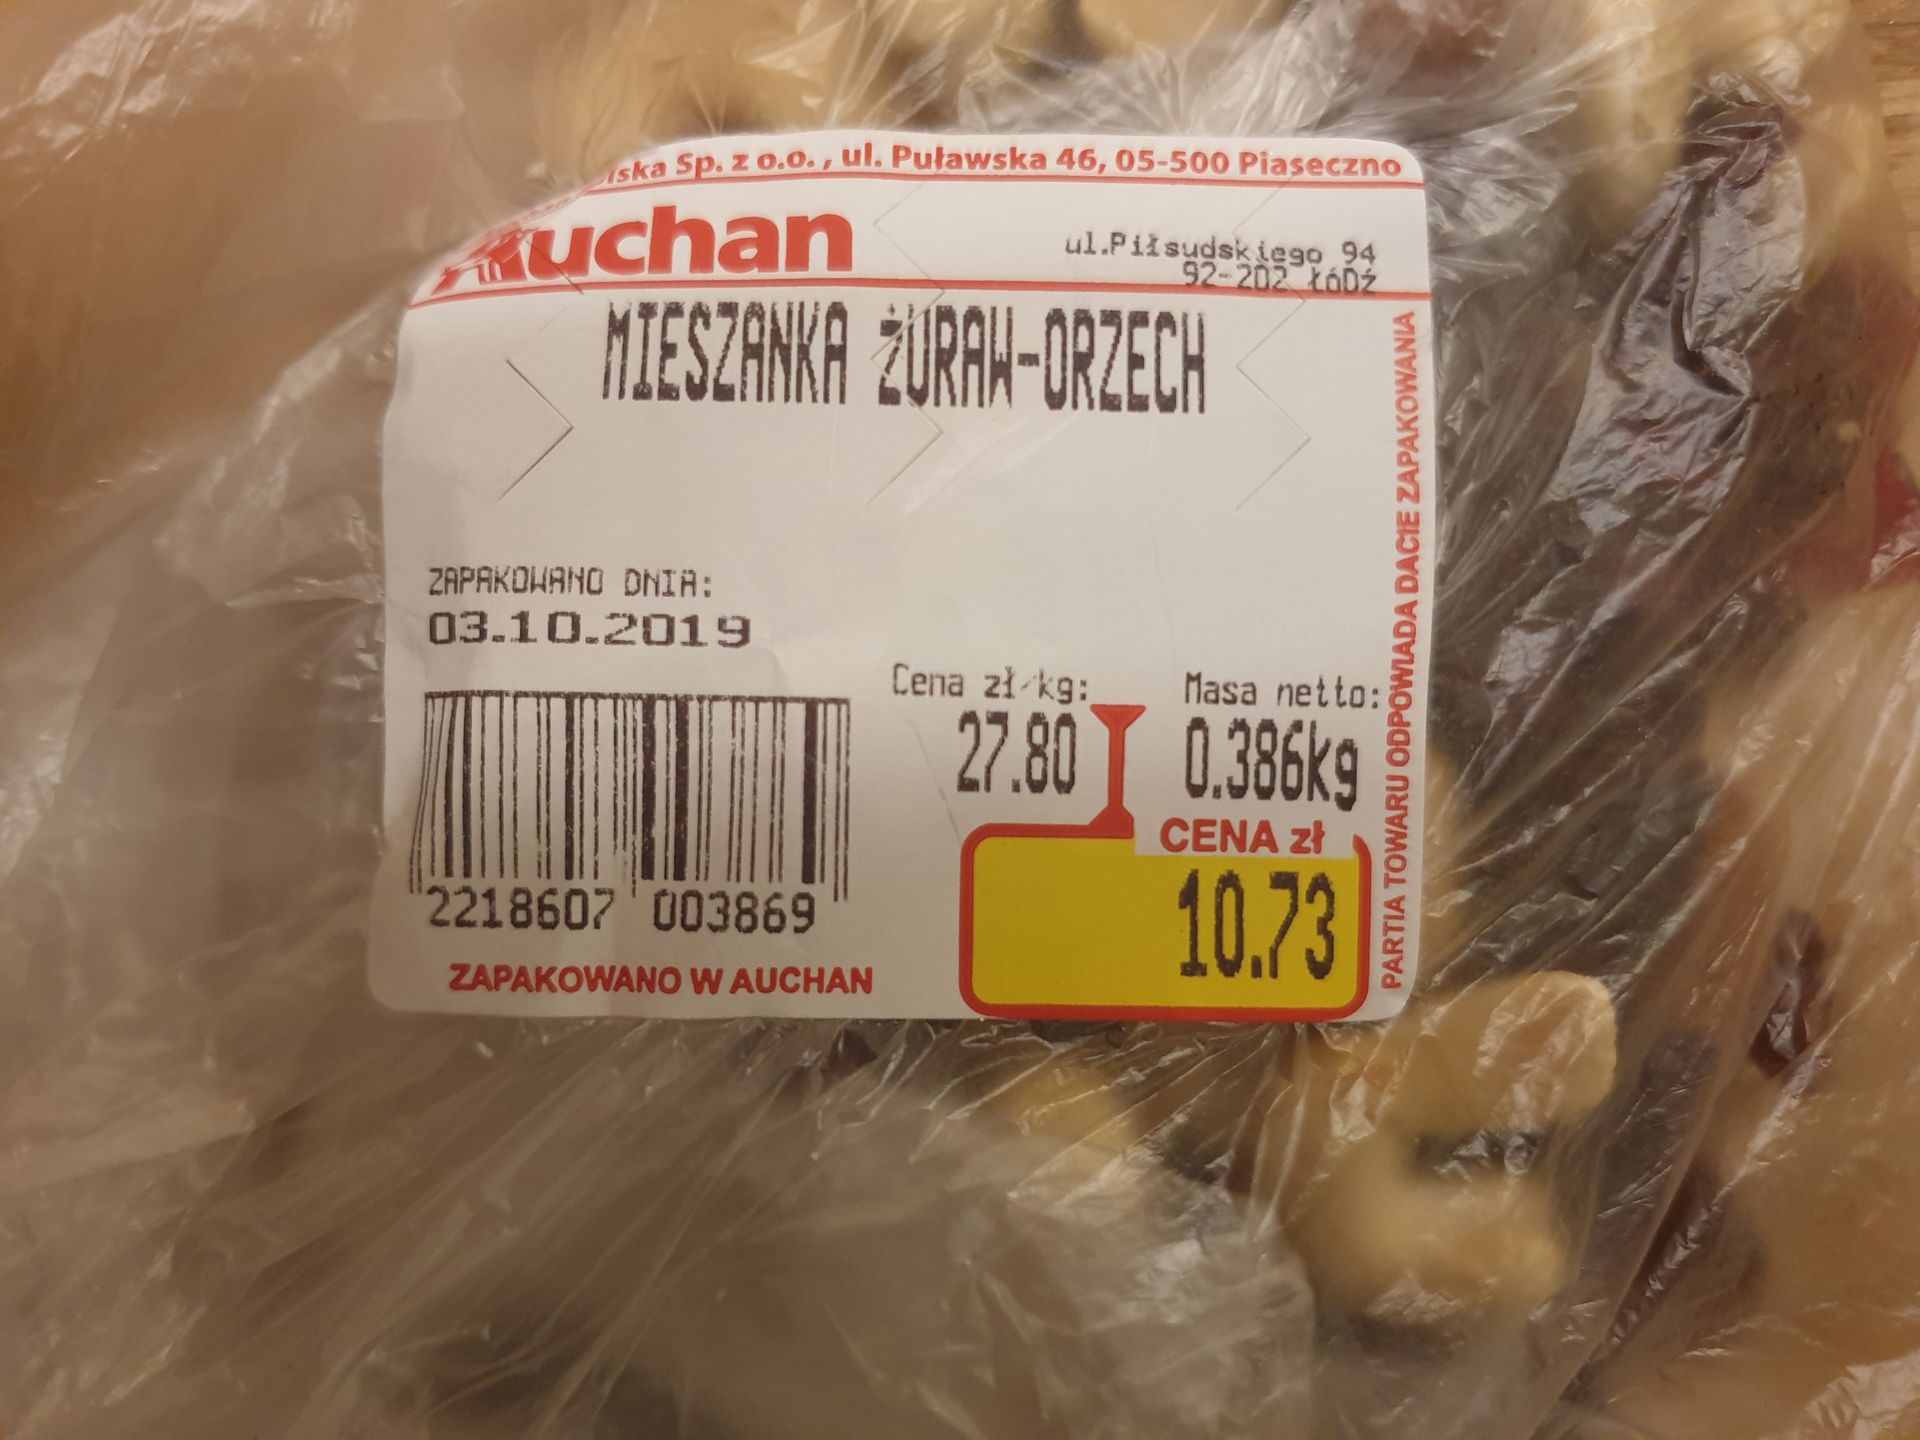 Sp. z o.o., ul. Puławska 46, 05-500 Piaseczno
Auchan
ul.Piłsudskiego 94
92-202 ŁóDź
MIESZANKA ŻURAW-ORZECH
ZAPAKOWANO DNIA:
03.10.2019
Cena zł/kg:
27.80
Masa netto:
0.386kg
CENA zł
10.73
2218607 003869
ZAPAKOWANO W AUCHAN
PARTIA TOWARU ODPOWIADA DACIE ZAPAKOWANIA